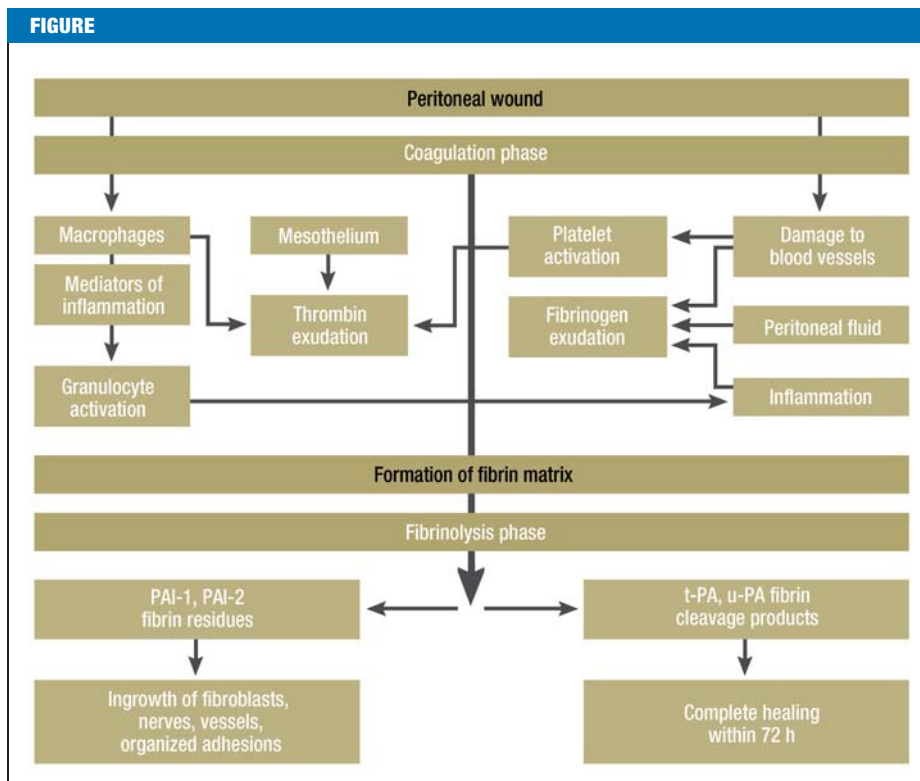 FIGURE
Peritoneal wound
Coagulation phase
Macrophages
Mesothelium
Platelet
activation
Damage to
blood vessels
Mediators of
inflammation
Thrombin
exudation
Fibrinogen
exudation
Peritoneal fluid
Granulocyte
activation
Inflammation
Formation of fibrin matrix
Fibrinolysis phase
PAI-1, PAI-2
fibrin residues
t-PA, u-PA fibrin
cleavage products
Ingrowth of fibroblasts,
nerves, vessels,
organized adhesions
Complete healing
within 72 h